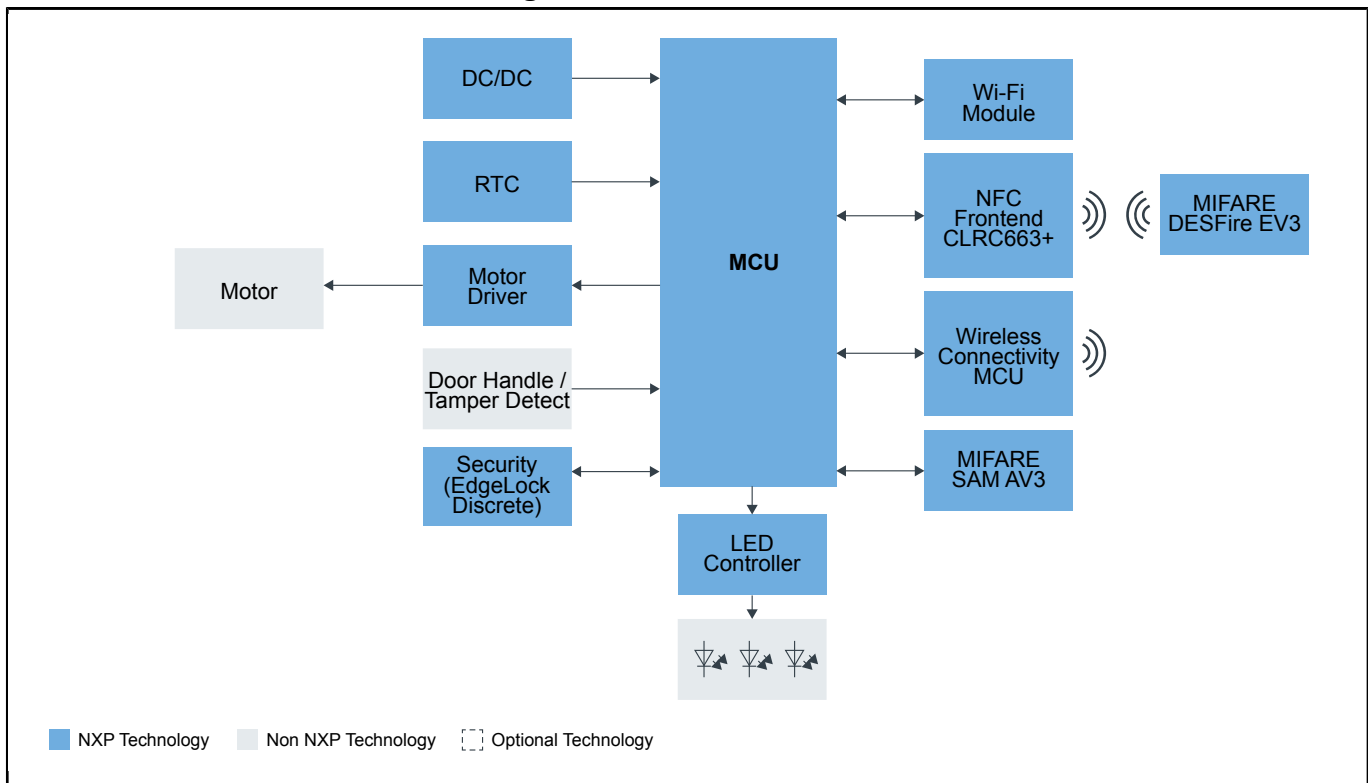 DC/DC
RTC
Motor
Motor
Driver
Door Handle /
Tamper Detect
Security
(EdgeLock
Discrete)
MCU
LED
Controller
Wi-Fi
Module
NFC
Frontend
CLRC663+
MIFARE
DESFire EV3
Wireless
Connectivity
MCU
MIFARE
SAM AV3
NXP Technology
Non NXP Technology
Optional Technology